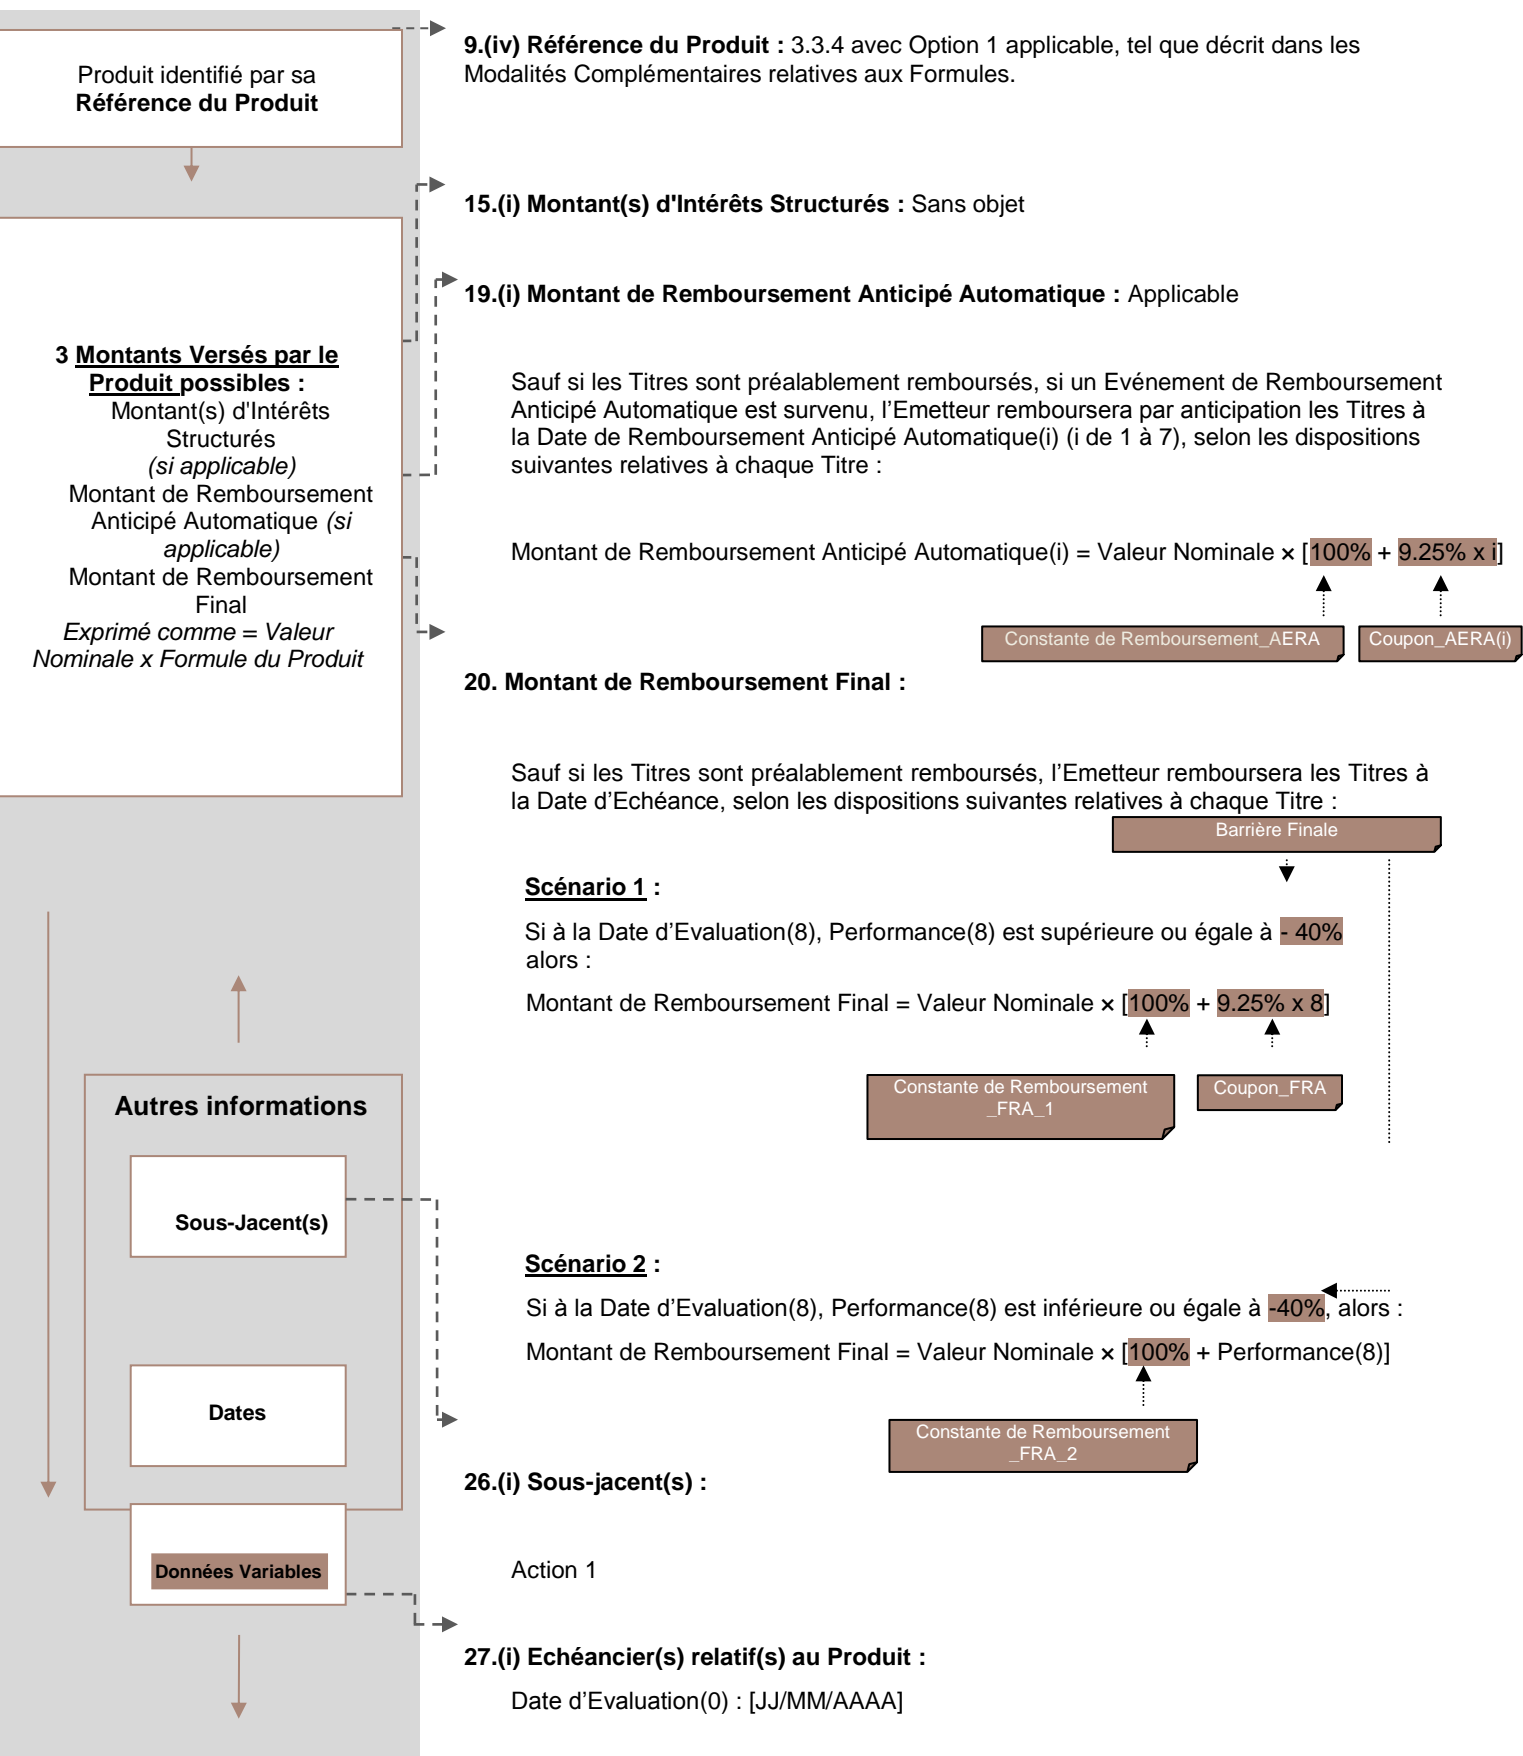 Produit identifié par sa
Référence du Produit
9.(iv) Référence du Produit : 3.3.4 avec Option 1 applicable, tel que décrit dans les
Modalités Complémentaires relatives aux Formules.
3 Montants Versés par le
Produit possibles :
Montant(s) d'Intérêts
Structurés
(si applicable)
Montant de Remboursement
Anticipé Automatique (si
applicable)
Montant de Remboursement
Final
Exprimé comme = Valeur
Nominale x Formule du Produit
15.(i) Montant(s) d'Intérêts Structurés : Sans objet
19.(i) Montant de Remboursement Anticipé Automatique : Applicable
Sauf si les Titres sont préalablement remboursés, si un Evénement de Remboursement
Anticipé Automatique est survenu, l’Emetteur remboursera par anticipation les Titres à
la Date de Remboursement Anticipé Automatique(i) (i de 1 à 7), selon les dispositions
suivantes relatives à chaque Titre :
Montant de Remboursement Anticipé Automatique(i) = Valeur Nominale × [100% + 9.25% x i]
Constante de Remboursement_AERA
Coupon_AERA(i)
20. Montant de Remboursement Final :
Sauf si les Titres sont préalablement remboursés, l’Emetteur remboursera les Titres à
la Date d’Echéance, selon les dispositions suivantes relatives à chaque Titre :
Barrière Finale
Scénario 1 :
Si à la Date d’Evaluation(8), Performance(8) est supérieure ou égale à - 40%
alors :
Montant de Remboursement Final = Valeur Nominale × [100% + 9.25% x 8]
Constante de Remboursement
_FRA_1
Coupon_FRA
Autres informations
Sous-Jacent(s)
Dates
Données Variables
Scénario 2 :
Si à la Date d’Evaluation(8), Performance(8) est inférieure ou égale à -40%, alors :
Montant de Remboursement Final = Valeur Nominale × [100% + Performance(8)]
Constante de Remboursement
_FRA_2
26.(i) Sous-jacent(s) :
Action 1
27.(i) Echéancier(s) relatif(s) au Produit :
Date d’Evaluation(0) : [JJ/MM/AAAA]